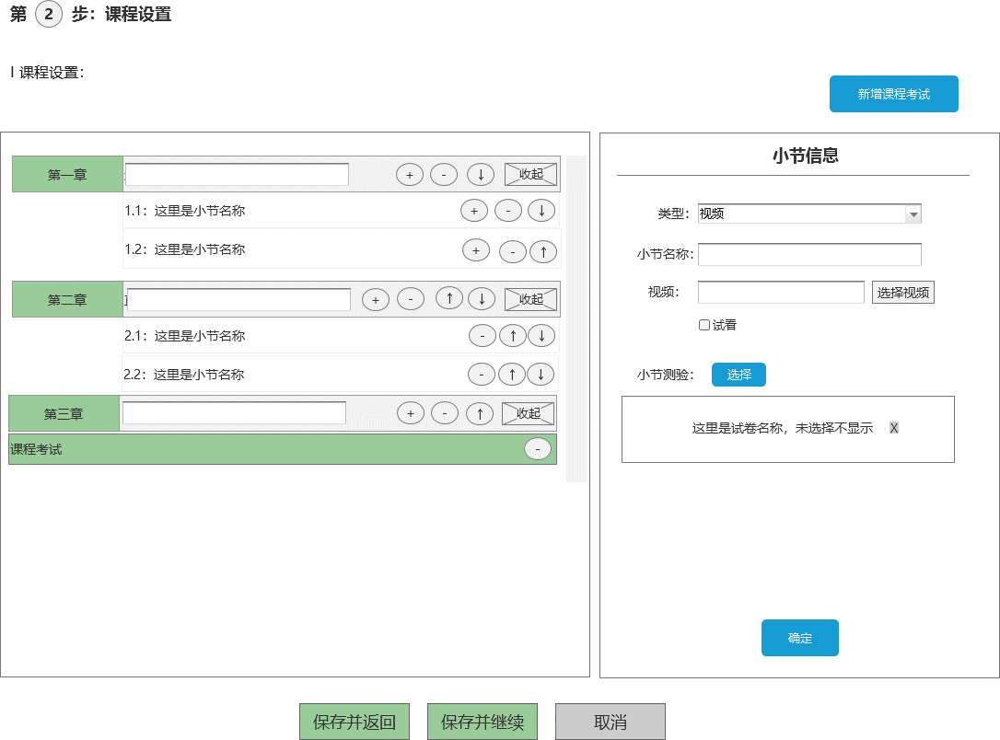 第 2 步：课程设置
I 课程设置：
新增课程考试
第一章 + - ↓ 收起
1.1：这里是小节名称 + - ↓
1.2：这里是小节名称 + - ↑
第二章 + - ↑ ↓ 收起
2.1：这里是小节名称 - ↑ ↓
2.2：这里是小节名称 - ↑ ↓
第三章 + - ↑ 收起
课程考试 -
小节信息
类型： 视频
小节名称：
视频： 选择视频
试看
小节测验： 选择
这里是试卷名称，未选择不显示 X
确定
保存并返回 保存并继续 取消